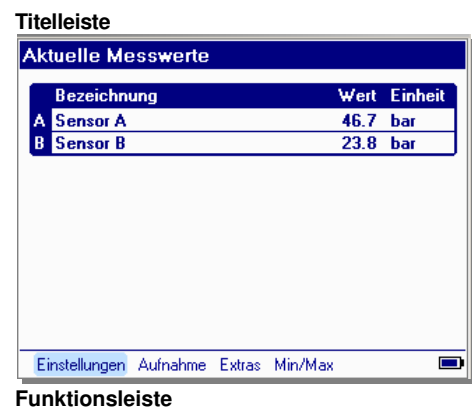 Titelleiste
Aktuelle Messwerte
Bezeichnung Wert Einheit
A Sensor A 46.7 bar
B Sensor B 23.8 bar
Einstellungen Aufnahme Extras Min/Max
Funktionsleiste